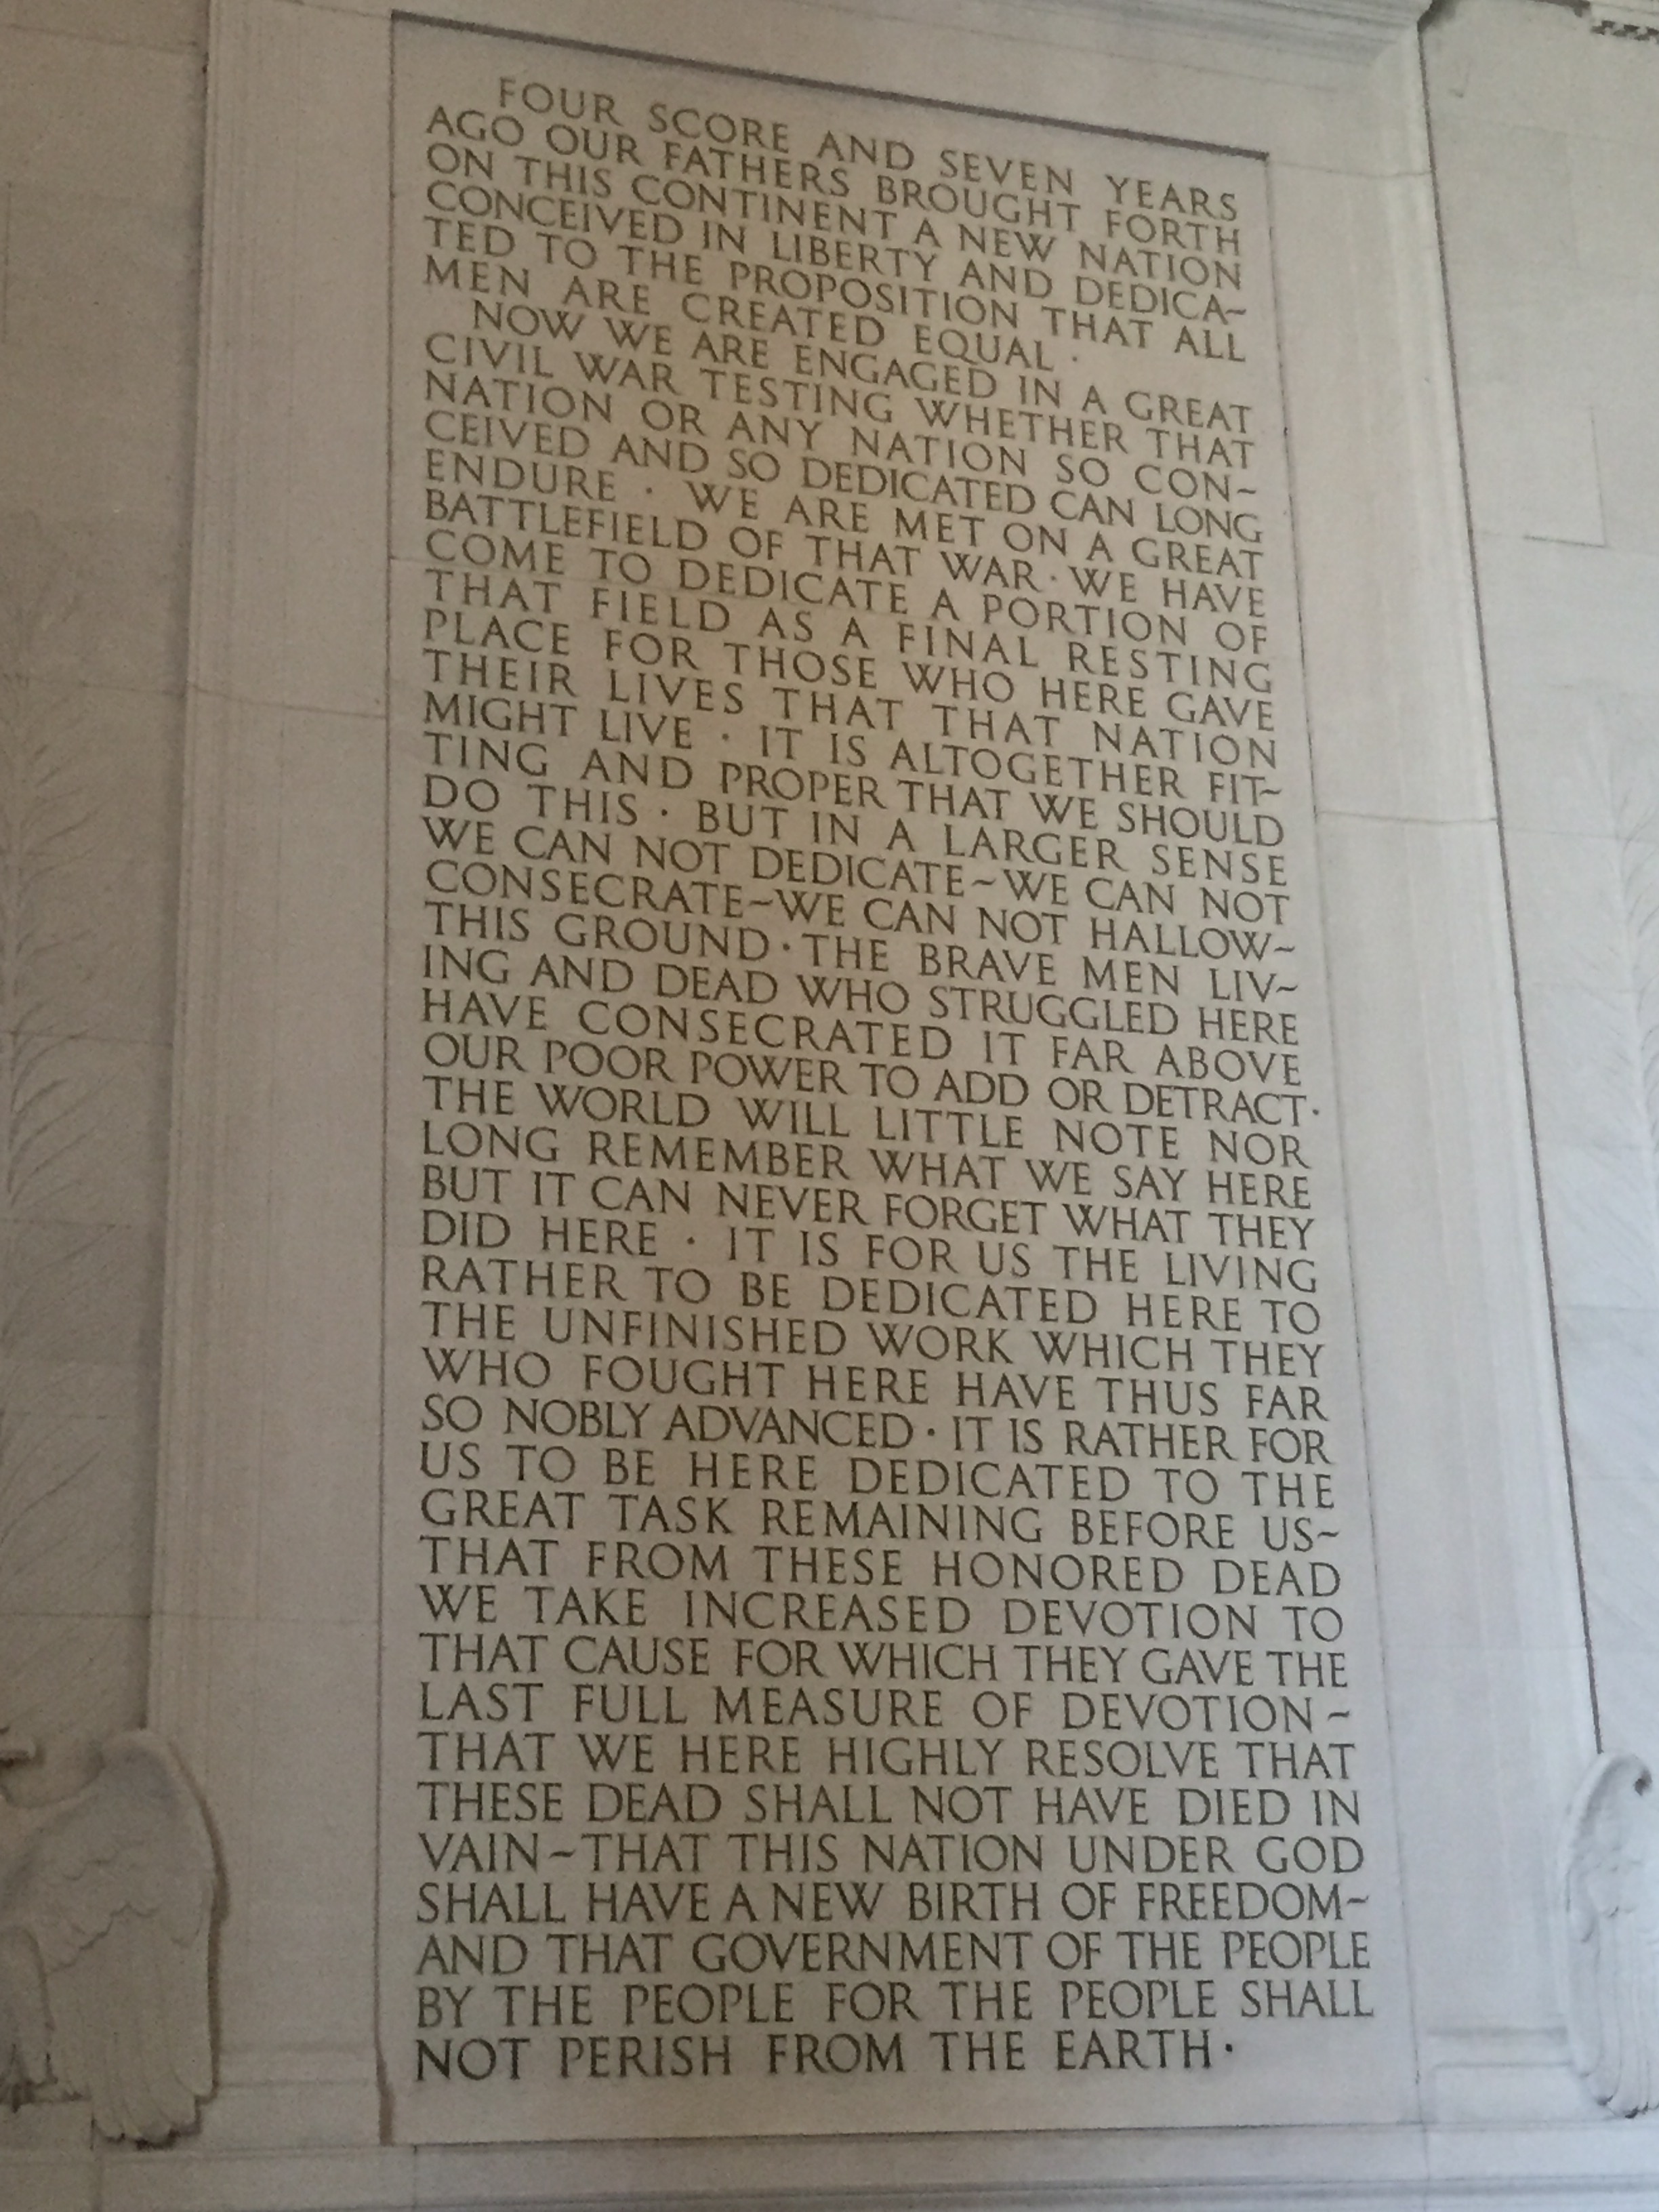 FOUR SCORE AND SEVEN YEARS
AGO OUR FATHERS BROUGHT FORTH
ON THIS CONTINENT A NEW NATION
CONCEIVED IN LIBERTY AND DEDICA~
TED TO THE PROPOSITION THAT ALL
MEN ARE CREATED EQUAL ·
NOW WE ARE ENGAGED IN A GREAT
CIVIL WAR TESTING WHETHER THAT
NATION OR ANY NATION SO CON~
CEIVED AND SO DEDICATED CAN LONG
ENDURE · WE ARE MET ON A GREAT
BATTLEFIELD OF THAT WAR · WE HAVE
COME TO DEDICATE A PORTION OF
THAT FIELD AS A FINAL RESTING
PLACE FOR THOSE WHO HERE GAVE
THEIR LIVES THAT THAT NATION
MIGHT LIVE · IT IS ALTOGETHER FIT~
TING AND PROPER THAT WE SHOULD
DO THIS · BUT IN A LARGER SENSE
WE CAN NOT DEDICATE~WE CAN NOT
CONSECRATE~WE CAN NOT HALLOW~
THIS GROUND · THE BRAVE MEN LIV~
ING AND DEAD WHO STRUGGLED HERE
HAVE CONSECRATED IT FAR ABOVE
OUR POOR POWER TO ADD OR DETRACT·
THE WORLD WILL LITTLE NOTE NOR
LONG REMEMBER WHAT WE SAY HERE
BUT IT CAN NEVER FORGET WHAT THEY
DID HERE · IT IS FOR US THE LIVING
RATHER TO BE DEDICATED HERE TO
THE UNFINISHED WORK WHICH THEY
WHO FOUGHT HERE HAVE THUS FAR
SO NOBLY ADVANCED · IT IS RATHER FOR
US TO BE HERE DEDICATED TO THE
GREAT TASK REMAINING BEFORE US~
THAT FROM THESE HONORED DEAD
WE TAKE INCREASED DEVOTION TO
THAT CAUSE FOR WHICH THEY GAVE THE
LAST FULL MEASURE OF DEVOTION ~
THAT WE HERE HIGHLY RESOLVE THAT
THESE DEAD SHALL NOT HAVE DIED IN
VAIN~THAT THIS NATION UNDER GOD
SHALL HAVE A NEW BIRTH OF FREEDOM~
AND THAT GOVERNMENT OF THE PEOPLE
BY THE PEOPLE FOR THE PEOPLE SHALL
NOT PERISH FROM THE EARTH ·